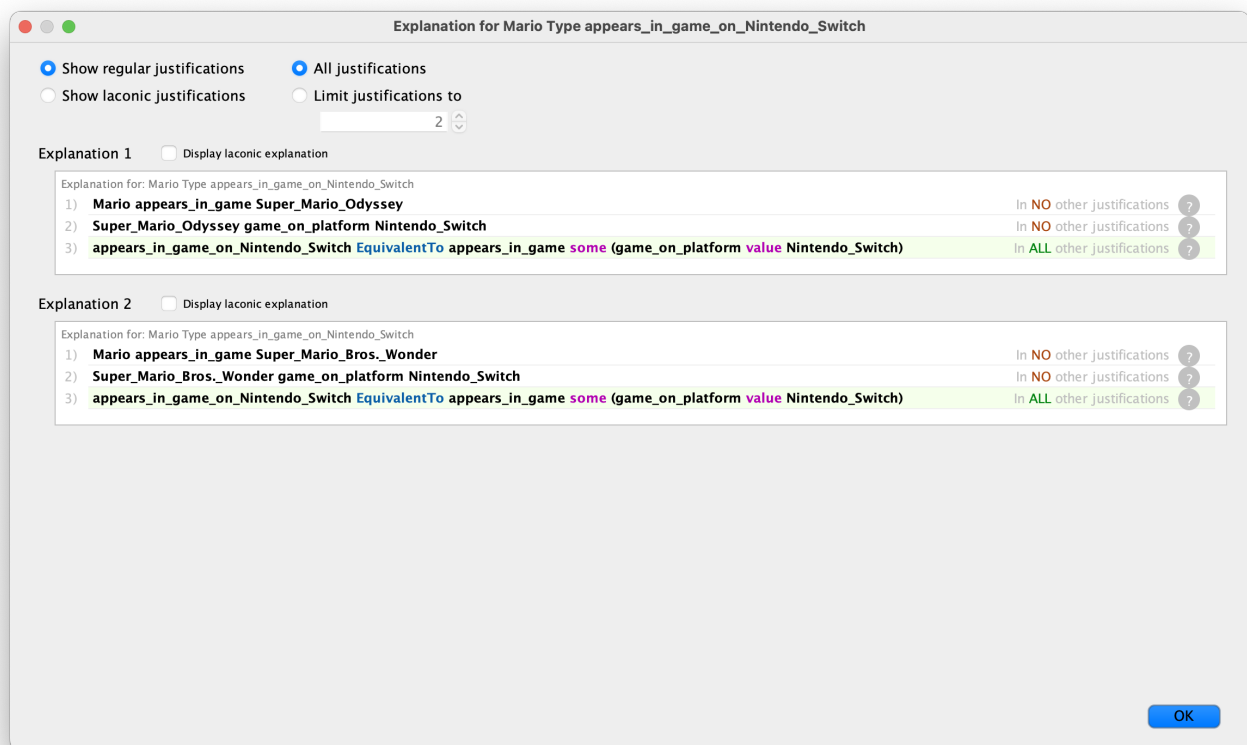 Explanation for Mario Type appears_in_game_on_Nintendo_Switch
Show regular justifications
All justifications
Show laconic justifications
Limit justifications to
2
Explanation 1 Display laconic explanation
Explanation for: Mario Type appears_in_game_on_Nintendo_Switch
1) Mario appears_in_game Super_Mario_Odyssey In NO other justifications ?
2) Super_Mario_Odyssey game_on_platform Nintendo_Switch In NO other justifications ?
3) appears_in_game_on_Nintendo_Switch EquivalentTo appears_in_game some (game_on_platform value Nintendo_Switch) In ALL other justifications ?
Explanation 2 Display laconic explanation
Explanation for: Mario Type appears_in_game_on_Nintendo_Switch
1) Mario appears_in_game Super_Mario_Bros._Wonder In NO other justifications ?
2) Super_Mario_Bros._Wonder game_on_platform Nintendo_Switch In NO other justifications ?
3) appears_in_game_on_Nintendo_Switch EquivalentTo appears_in_game some (game_on_platform value Nintendo_Switch) In ALL other justifications ?
OK